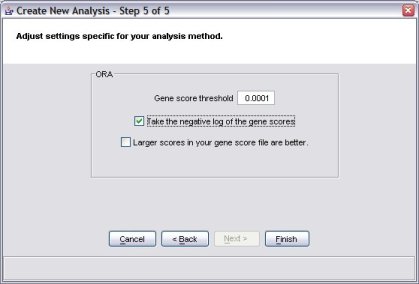 Create New Analysis - Step 5 of 5
Adjust settings specific for your analysis method.
ORA
Gene score threshold 0.0001
Take the negative log of the gene scores
Larger scores in your gene score file are better.
Cancel < Back Next > Finish